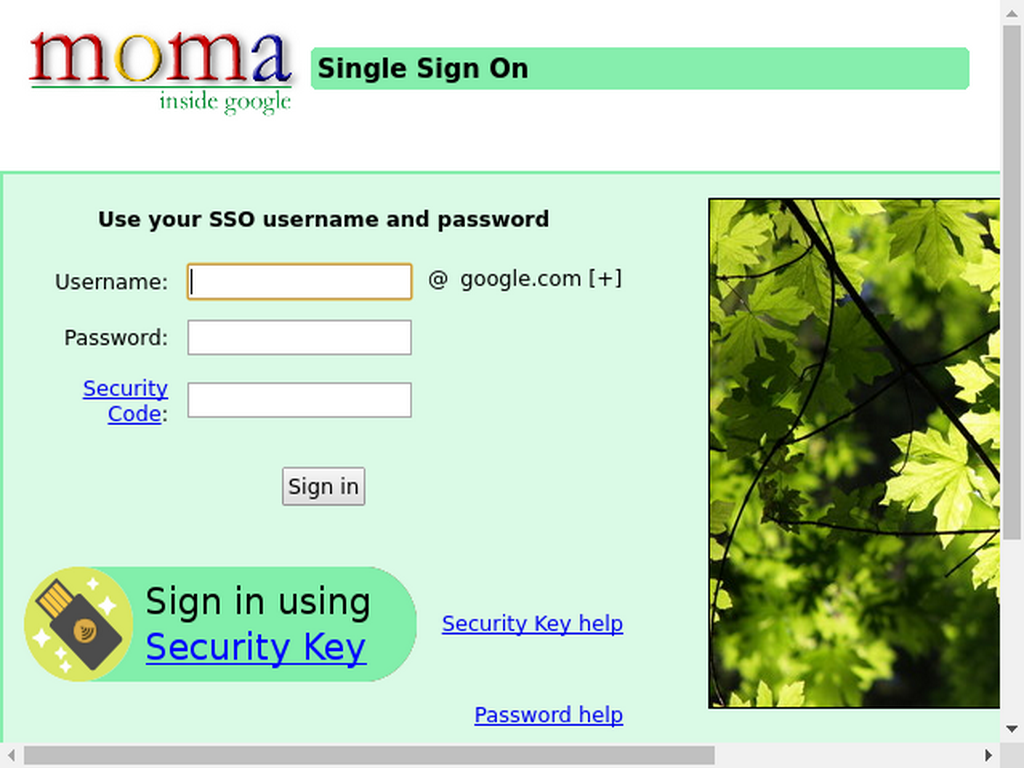 moma
inside google
Single Sign On
Use your SSO username and password
Username:
@ google.com [+]
Password:
Security
Code:
Sign in
Sign in using
Security Key
Security Key help
Password help